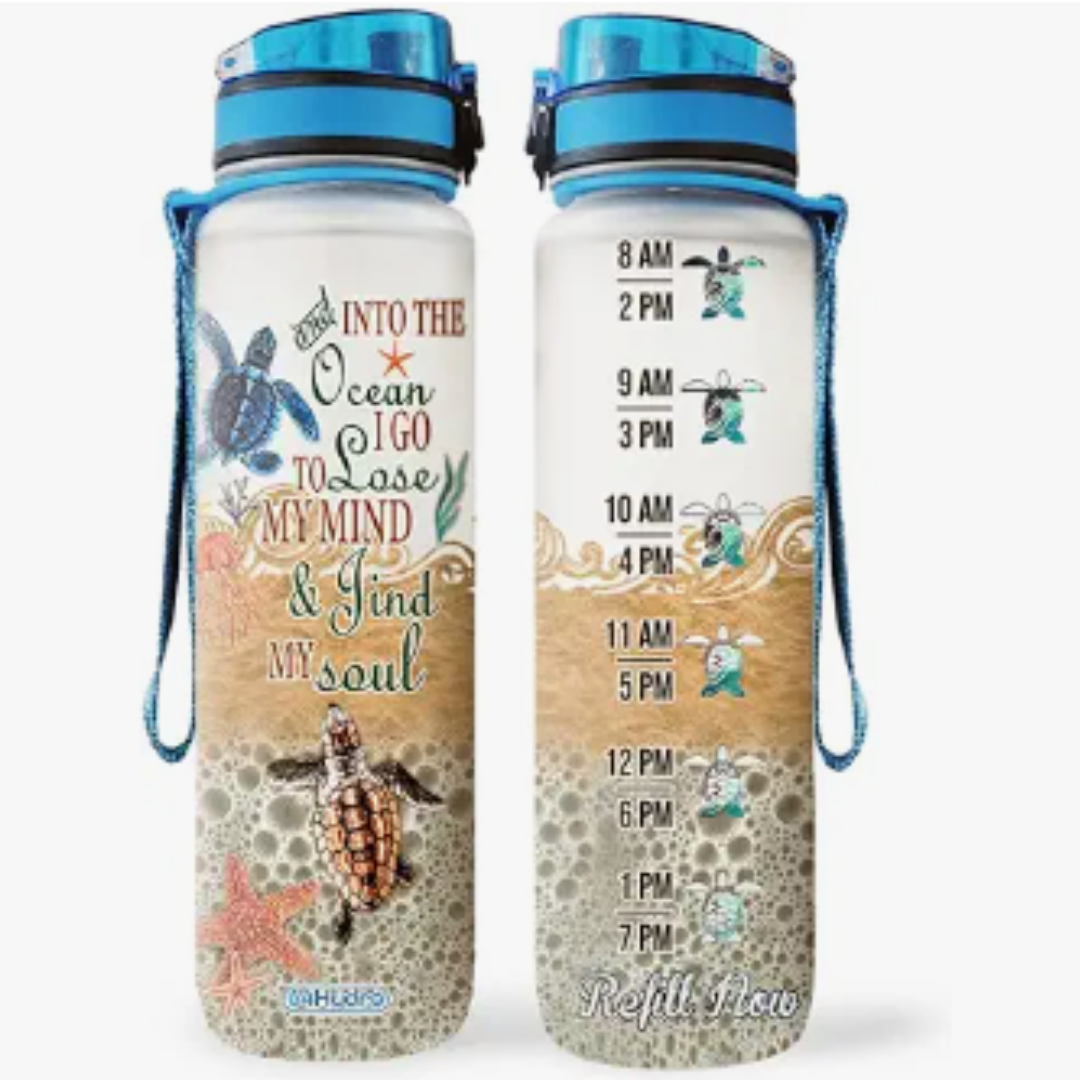 And INTO THE
Ocean
I GO
TO Lose
MY MIND
& Find
MY soul
64HYDRO
8 AM
2 PM
9 AM
3 PM
10 AM
4 PM
11 AM
5 PM
12 PM
6 PM
1 PM
7 PM
Refill Now